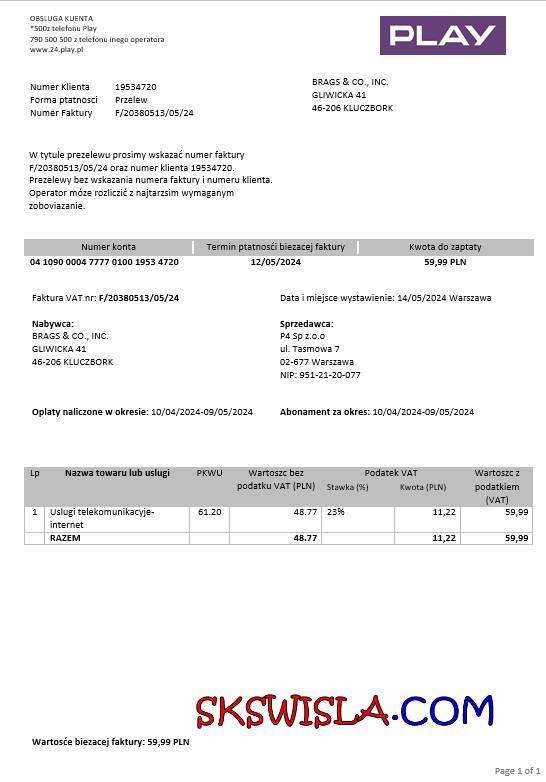 OBSLUGA KLIENTA
*500z telefonu Play
790 500 500 z telefonu inego operatora
www.24.play.pl
PLAY
Numer Klienta 19534720
Forma ptatnosci Przelew
Numer Faktury F/20380513/05/24
BRAGS & CO., INC.
GLIWICKA 41
46-206 KLUCZBORK
W tytule prezelewu prosimy wskazać numer faktury
F/20380513/05/24 oraz numer klienta 19534720.
Prezelewy bez wskazania numera faktury i numeru klienta.
Operator móze rozliczić z najtarzsim wymaganym
zoboviazanie.
Numer konta Termin ptatnosći biezacej faktury Kwota do zaptaty
04 1090 0004 7777 0100 1953 4720 12/05/2024 59,99 PLN
Faktura VAT nr: F/20380513/05/24 Data i miejsce wystawienie: 14/05/2024 Warszawa
Nabywca:
BRAGS & CO., INC.
GLIWICKA 41
46-206 KLUCZBORK
Sprzedawca:
P4 Sp z.o.o
ul. Tasmowa 7
02-677 Warszawa
NIP: 951-21-20-077
Oplaty naliczone w okresie: 10/04/2024-09/05/2024 Abonament za okres: 10/04/2024-09/05/2024
Lp Nazwa towaru lub uslugi PKWU Wartoszc bez podatku VAT (PLN) Podatek VAT Stawka (%) Kwota (PLN) Wartoszc z podatkiem (VAT)
1 Uslugi telekomunikacyje- 61.20 48.77 23% 11,22 59,99
internet
RAZEM 48.77 11,22 59,99
SKSWISLA.COM
Wartosće biezacej faktury: 59,99 PLN
Page 1 of 1